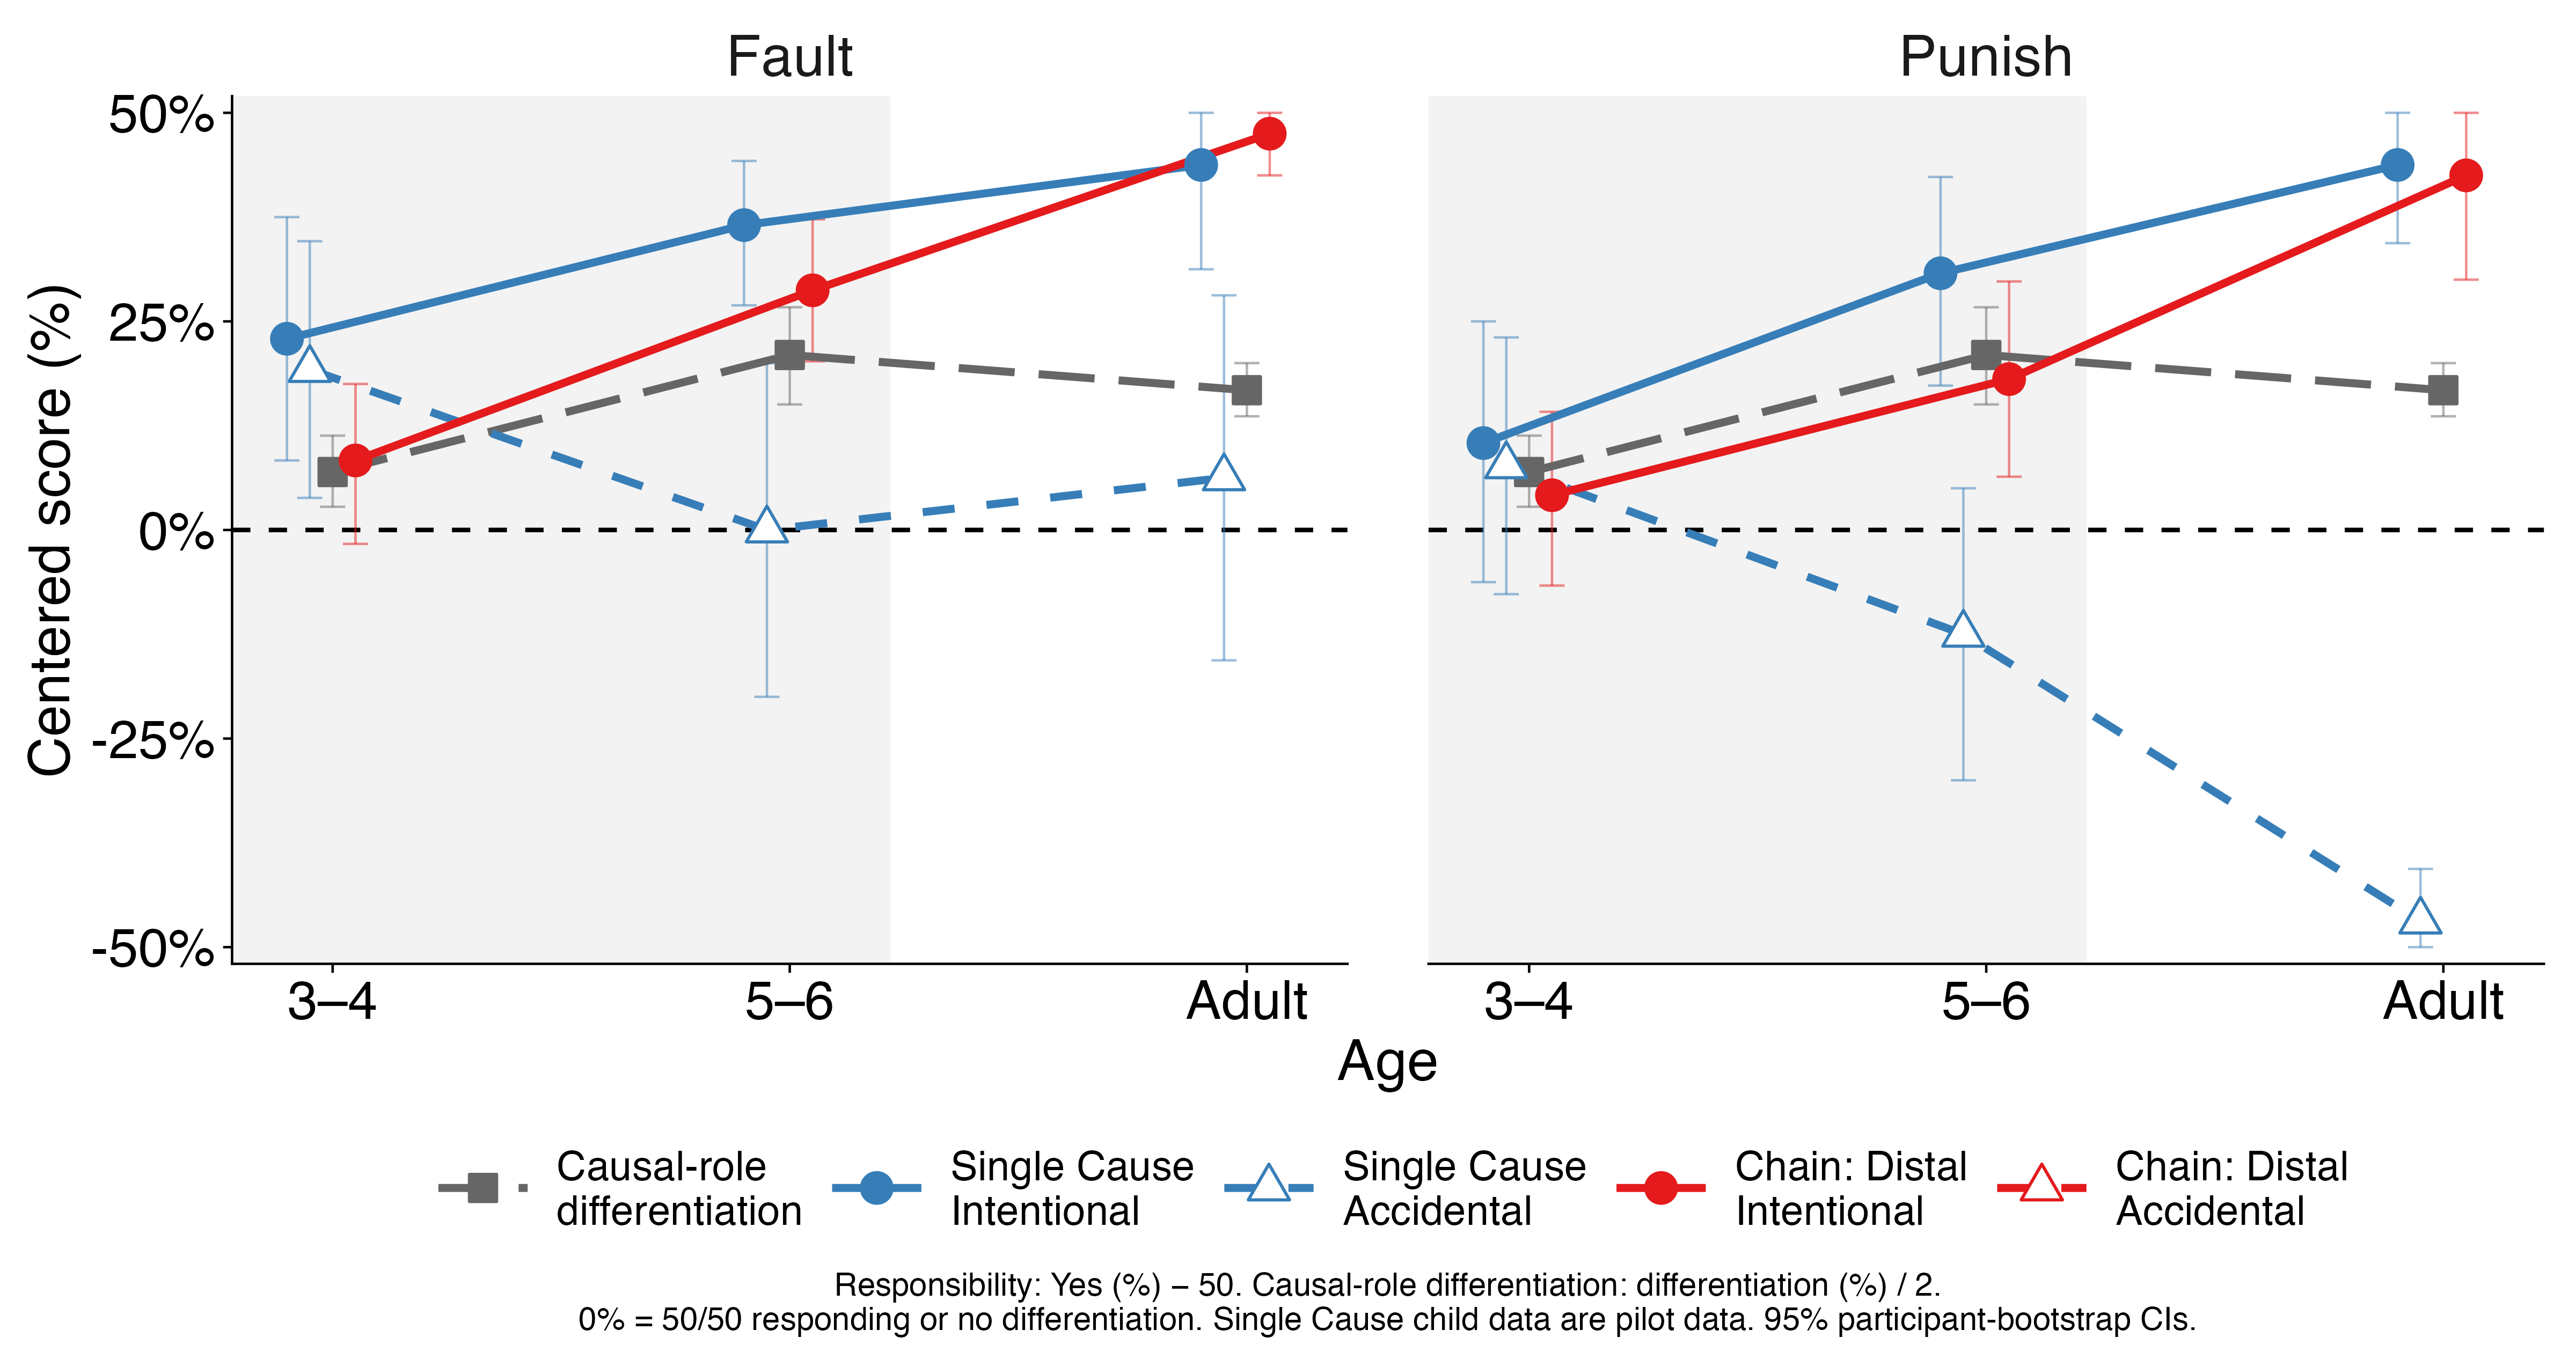 Fault
Punish
Centered score (%)
50%
25%
0%
-25%
-50%
3–4
5–6
Adult
3–4
5–6
Adult
Age
Causal-role
differentiation
Single Cause
Intentional
Single Cause
Accidental
Chain: Distal
Intentional
Chain: Distal
Accidental
Responsibility: Yes (%) – 50. Causal-role differentiation: differentiation (%) / 2.
0% = 50/50 responding or no differentiation. Single Cause child data are pilot data. 95% participant-bootstrap CIs.